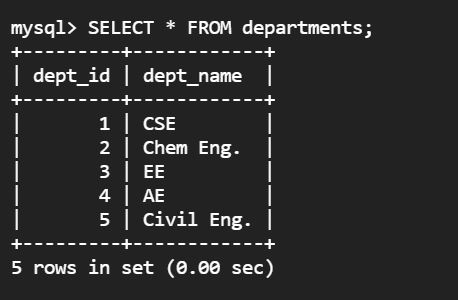 mysql> SELECT * FROM departments;
+---------+------------+
| dept_id | dept_name  |
+---------+------------+
|       1 | CSE        |
|       2 | Chem Eng.  |
|       3 | EE         |
|       4 | AE         |
|       5 | Civil Eng. |
+---------+------------+
5 rows in set (0.00 sec)